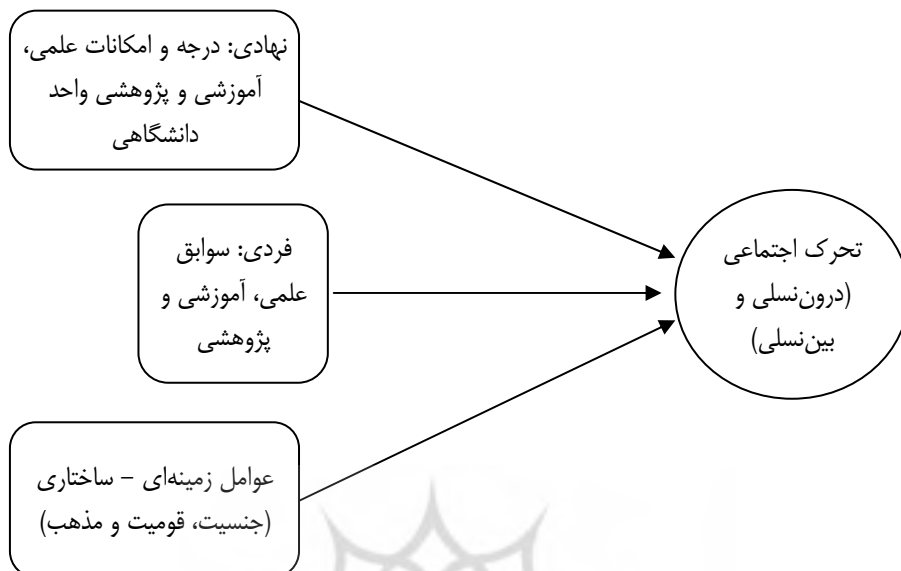 نهادی: درجه و امکانات علمی،
آموزشی و پژوهشی واحد
دانشگاهی
فردی: سوابق
علمی، آموزشی و
پژوهشی
عوامل زمینه‌ای – ساختاری
(جنسیت، قومیت و مذهب)
تحرک اجتماعی
(درون‌نسلی و
بین‌نسلی)